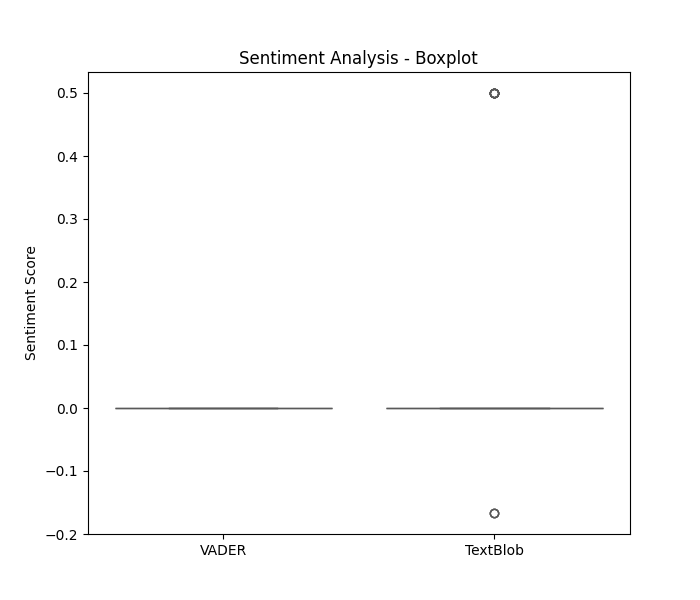 Sentiment Analysis - Boxplot
Sentiment Score
0.5
0.4
0.3
0.2
0.1
0.0
−0.1
−0.2
VADER
TextBlob